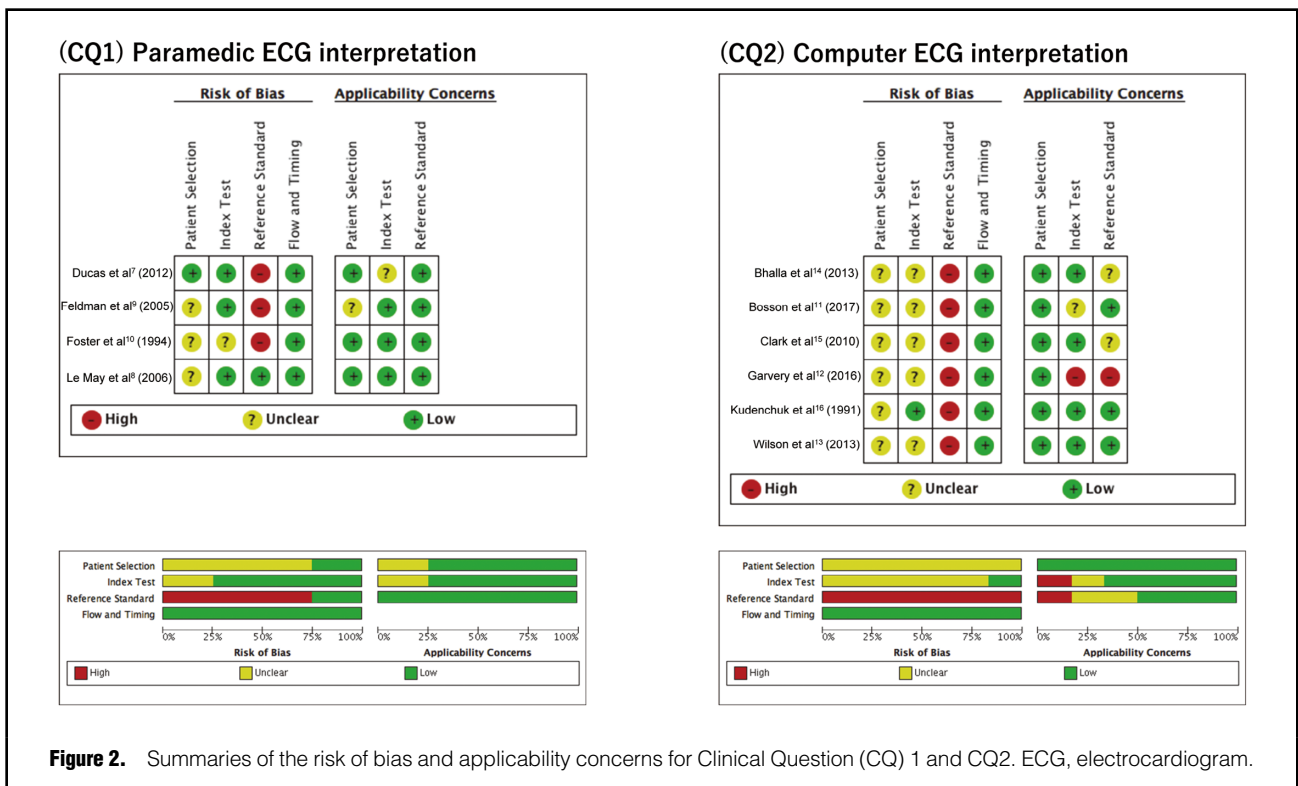 (CQ1) Paramedic ECG interpretation
Risk of Bias
Applicability Concerns
Patient Selection
Index Test
Reference Standard
Flow and Timing
Patient Selection
Index Test
Reference Standard
Ducas et al⁷ (2012) + + – + + ? +
Feldman et al⁹ (2005) ? + – + ? + +
Foster et al¹⁰ (1994) ? ? – + + + +
Le May et al⁸ (2006) ? + + + + + +
– High ? Unclear + Low
Patient Selection
Index Test
Reference Standard
Flow and Timing
0% 25% 50% 75% 100% 0% 25% 50% 75% 100%
Risk of Bias Applicability Concerns
High Unclear Low
(CQ2) Computer ECG interpretation
Risk of Bias
Applicability Concerns
Patient Selection
Index Test
Reference Standard
Flow and Timing
Patient Selection
Index Test
Reference Standard
Bhalla et al¹⁴ (2013) ? ? – + + + ?
Bosson et al¹¹ (2017) ? ? – + + ? +
Clark et al¹⁵ (2010) ? ? – + + + ?
Garvery et al¹² (2016) ? ? – + + – –
Kudenchuk et al¹⁶ (1991) ? + – + + + +
Wilson et al¹³ (2013) ? ? – + + + +
– High ? Unclear + Low
Patient Selection
Index Test
Reference Standard
Flow and Timing
0% 25% 50% 75% 100% 0% 25% 50% 75% 100%
Risk of Bias Applicability Concerns
High Unclear Low
Figure 2. Summaries of the risk of bias and applicability concerns for Clinical Question (CQ) 1 and CQ2. ECG, electrocardiogram.